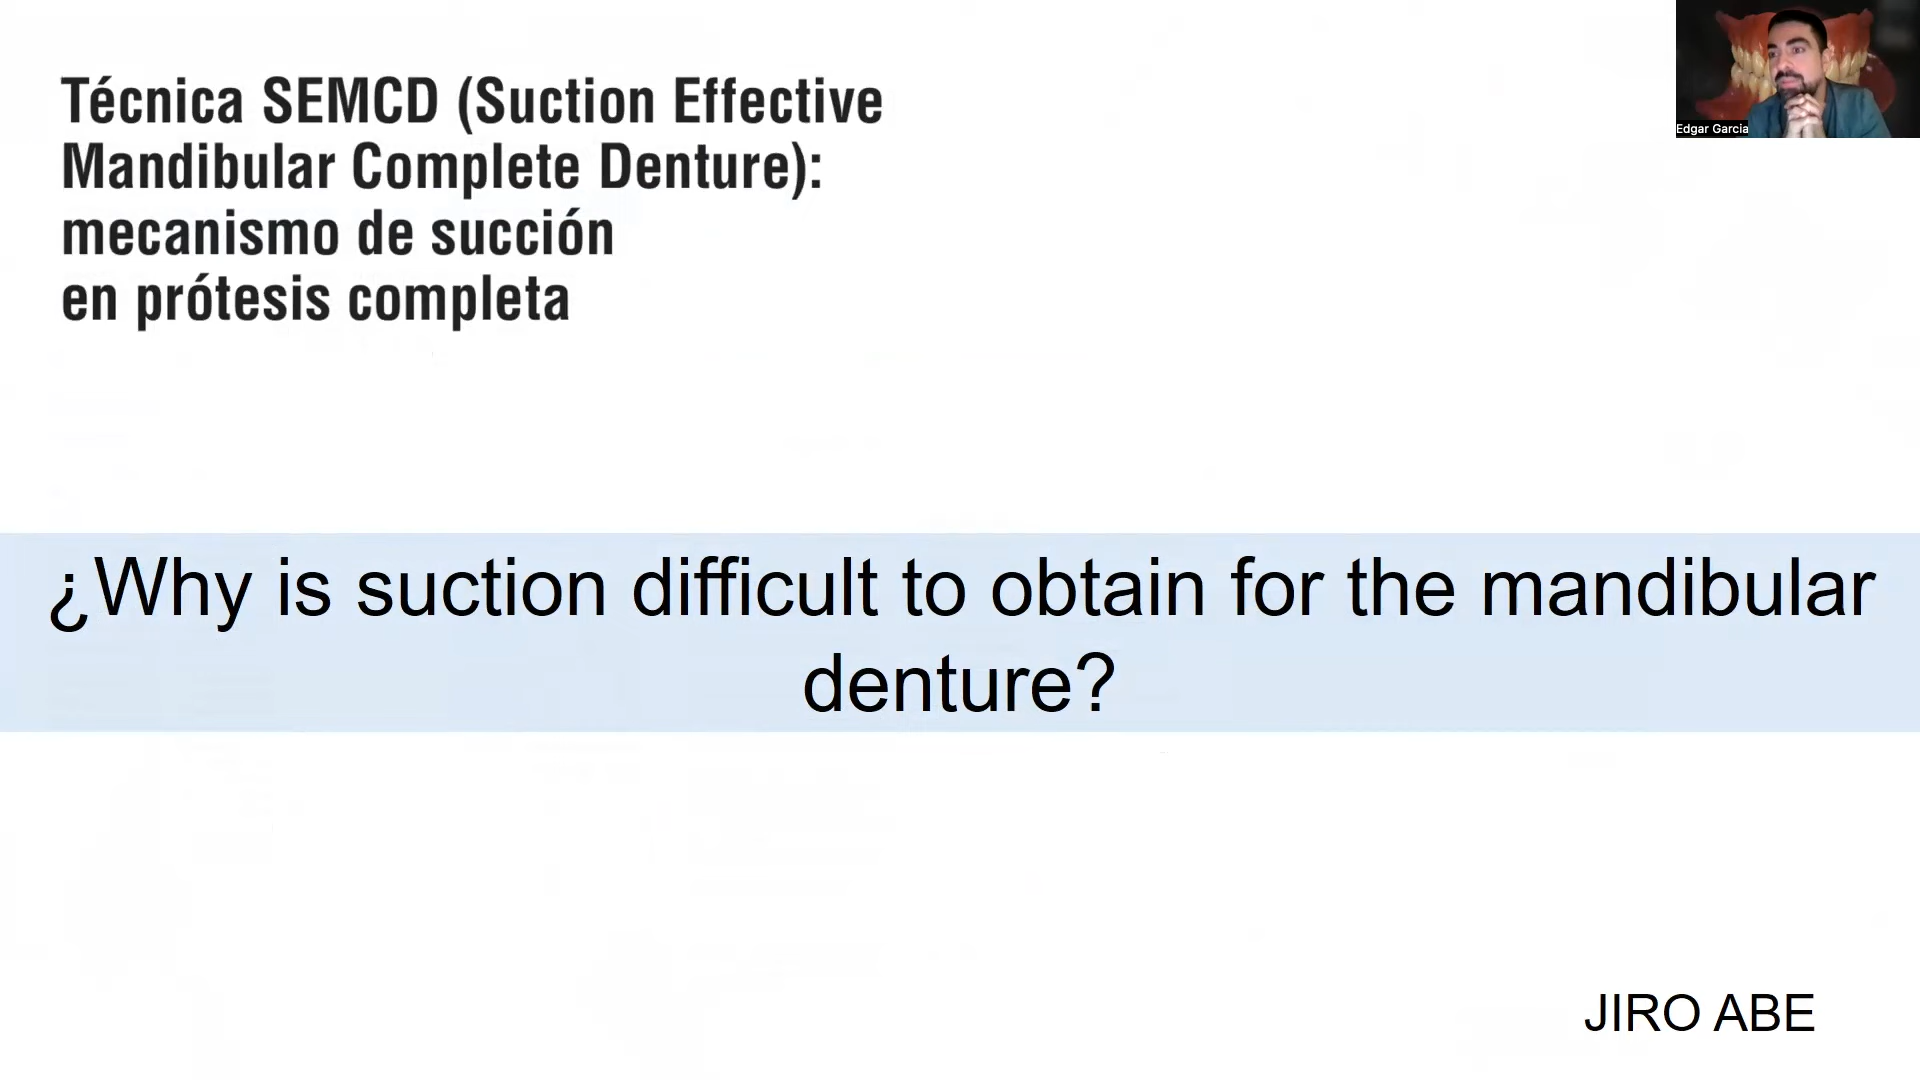 Técnica SEMCD (Suction Effective
Mandibular Complete Denture):
mecanismo de succión
en prótesis completa
Edgar Garcia
¿Why is suction difficult to obtain for the mandibular
denture?
JIRO ABE